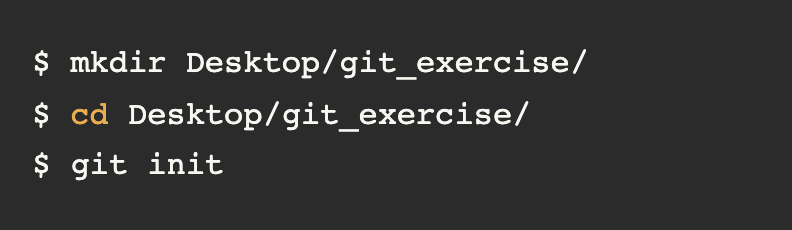 $ mkdir Desktop/git_exercise/
$ cd Desktop/git_exercise/
$ git init